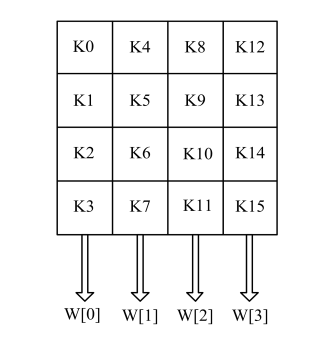 K0 K4 K8 K12
K1 K5 K9 K13
K2 K6 K10 K14
K3 K7 K11 K15
W[0] W[1] W[2] W[3]